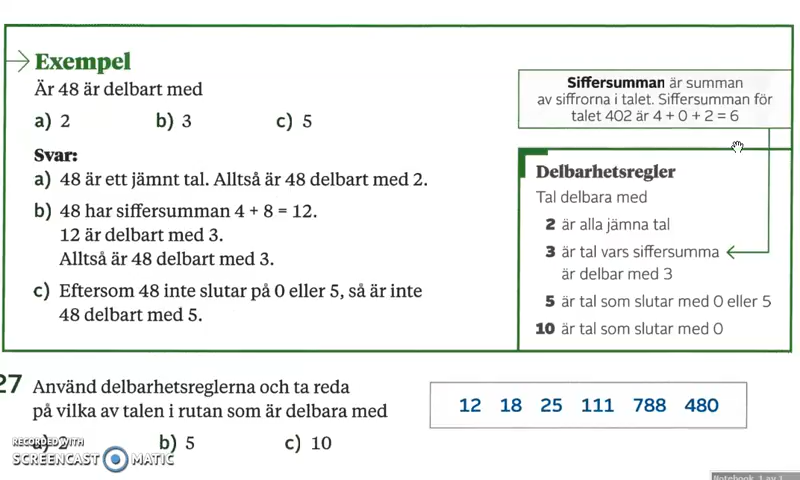 Exempel
Är 48 är delbart med
a) 2 b) 3 c) 5
Svar:
a) 48 är ett jämnt tal. Alltså är 48 delbart med 2.
b) 48 har siffersumman 4 + 8 = 12.
12 är delbart med 3.
Alltså är 48 delbart med 3.
c) Eftersom 48 inte slutar på 0 eller 5, så är inte
48 delbart med 5.
Siffersumman är summan
av siffrorna i talet. Siffersumman för
talet 402 är 4 + 0 + 2 = 6
Delbarhetsregler
Tal delbara med
2 är alla jämna tal
3 är tal vars siffersumma
är delbar med 3
5 är tal som slutar med 0 eller 5
10 är tal som slutar med 0
27 Använd delbarhetsreglerna och ta reda
på vilka av talen i rutan som är delbara med
a) 2 b) 5 c) 10
12 18 25 111 788 480
RECORDED WITH
SCREENCAST MATIC
Notebook 1 av 1